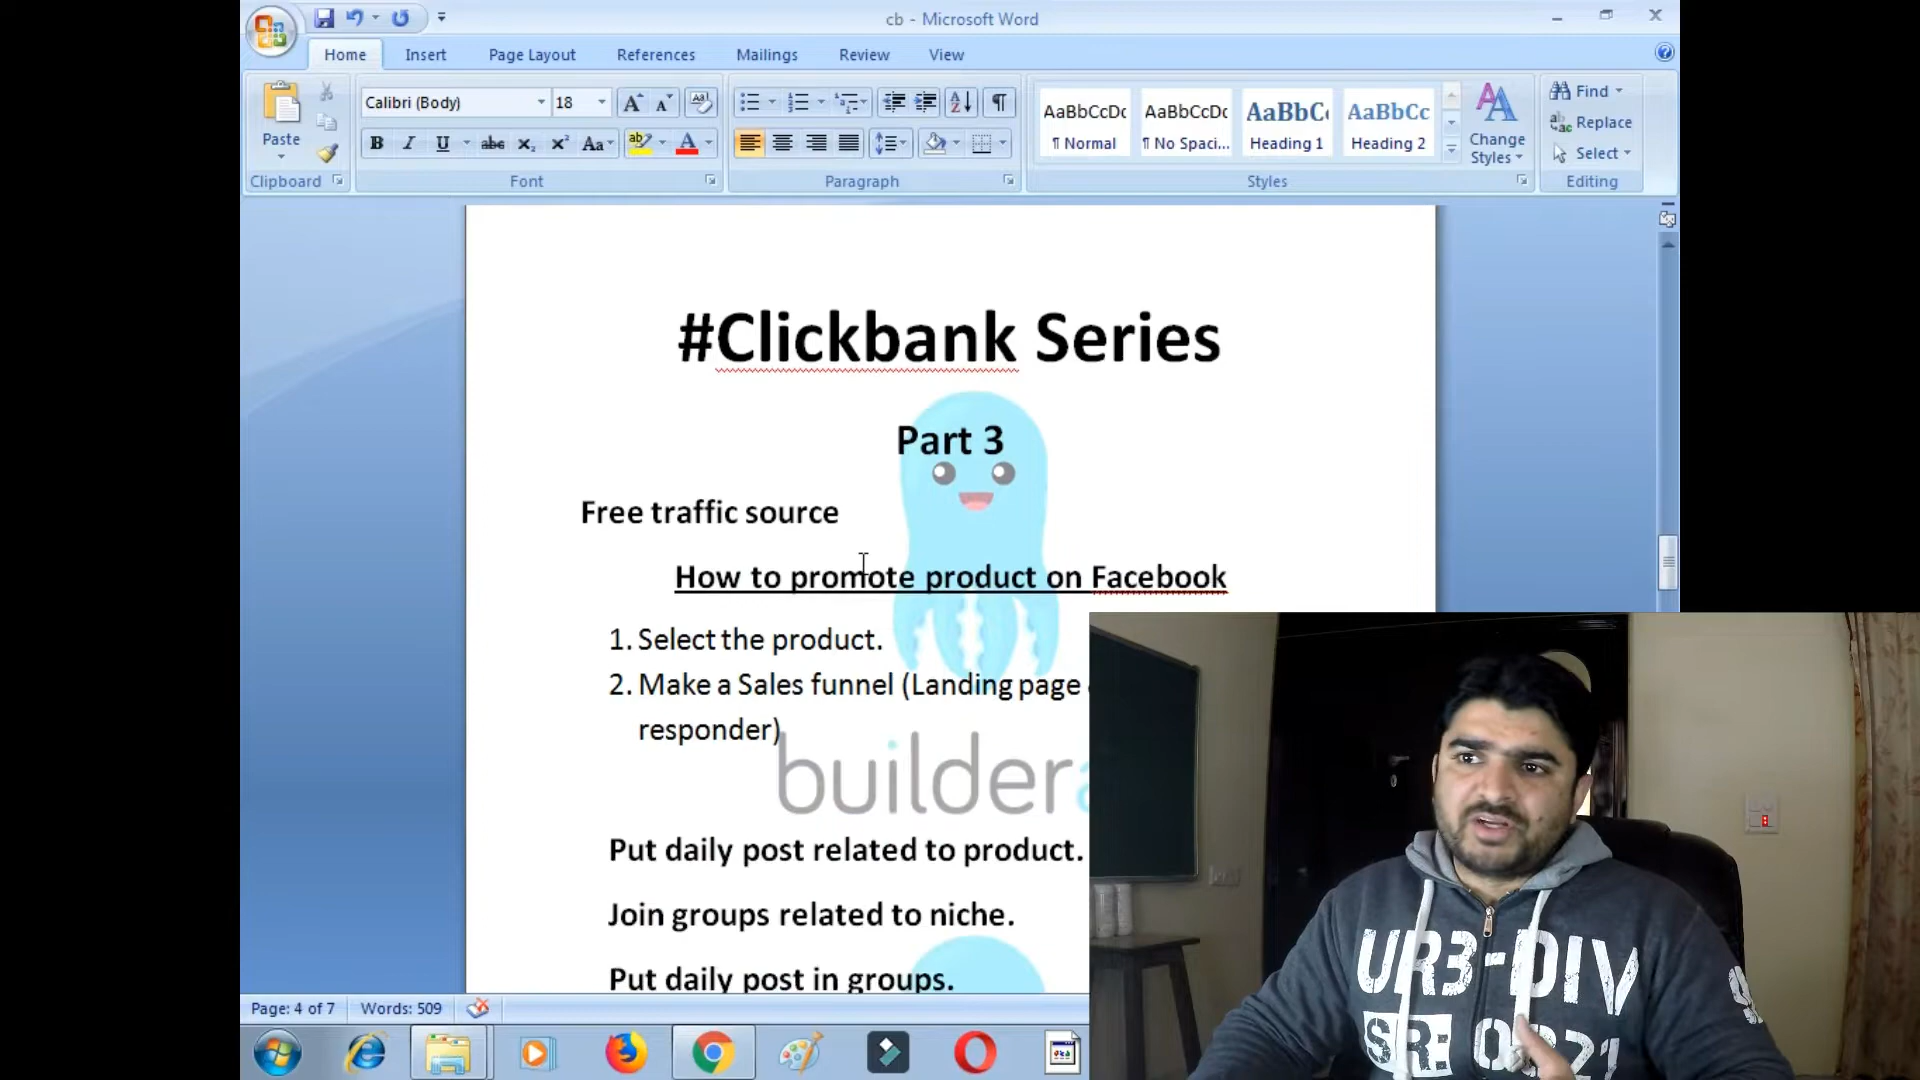 cb - Microsoft Word
Home Insert Page Layout References Mailings Review View
Calibri (Body) 18
Paste
AaBbCcDc AaBbCcDc AaBbC AaBbCc
¶ Normal ¶ No Spaci... Heading 1 Heading 2
Change Styles
Find
Replace
Select
Clipboard Font Paragraph Styles Editing
#Clickbank Series
Part 3
Free traffic source
How to promote product on Facebook
1. Select the product.
2. Make a Sales funnel (Landing page
responder)
builder
Put daily post related to product.
Join groups related to niche.
Put daily post in groups.
Page: 4 of 7 Words: 509
UR3-DIV
SR: